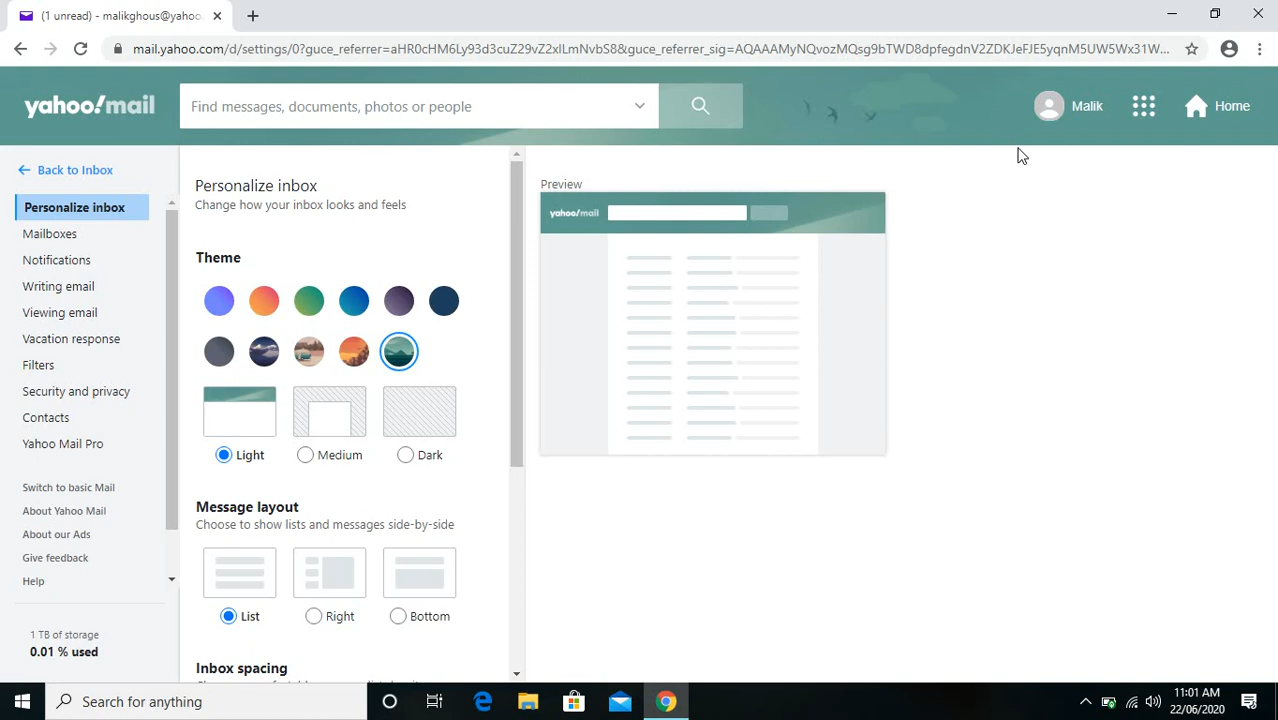 (1 unread) - malikghous@yahoo.
mail.yahoo.com/d/settings/0?guce_referrer=aHR0cHM6Ly93d3cuZ29vZ2xlLmNvbS8&guce_referrer_sig=AQAAAMyNQvozMQsg9bTWD8dpfegdnV2ZDKJeFJE5yqnM5UW5Wx31W...
yahoo!mail
Find messages, documents, photos or people
Malik
Home
Back to Inbox
Personalize inbox
Mailboxes
Notifications
Writing email
Viewing email
Vacation response
Filters
Security and privacy
Contacts
Yahoo Mail Pro
Switch to basic Mail
About Yahoo Mail
About our Ads
Give feedback
Help
1 TB of storage
0.01 % used
Personalize inbox
Change how your inbox looks and feels
Theme
Light
Medium
Dark
Message layout
Choose to show lists and messages side-by-side
List
Right
Bottom
Inbox spacing
Preview
yahoo!mail
Search for anything
11:01 AM
22/06/2020